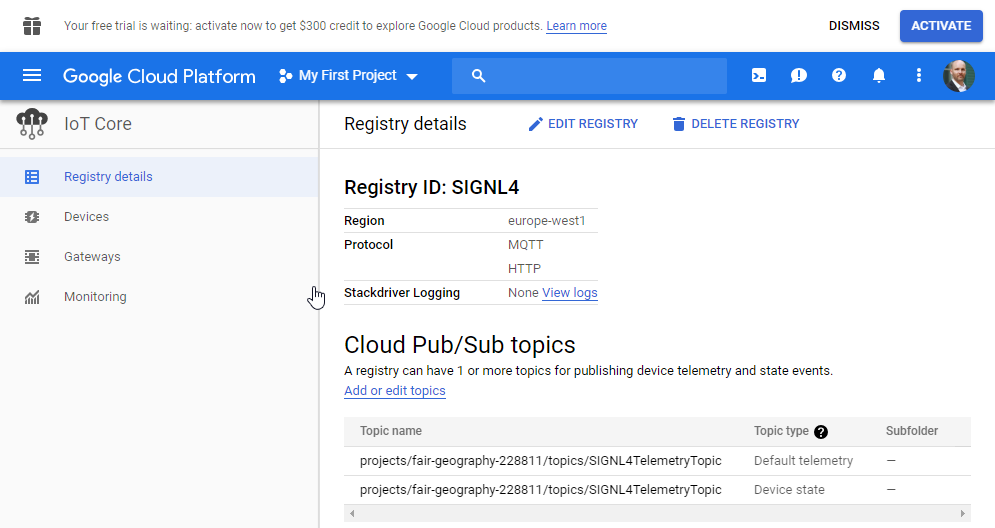 Your free trial is waiting: activate now to get $300 credit to explore Google Cloud products. Learn more
DISMISS
ACTIVATE
Google Cloud Platform
My First Project
IoT Core
Registry details
EDIT REGISTRY
DELETE REGISTRY
Registry details
Devices
Gateways
Monitoring
Registry ID: SIGNL4
Region europe-west1
Protocol MQTT
HTTP
Stackdriver Logging None View logs
Cloud Pub/Sub topics
A registry can have 1 or more topics for publishing device telemetry and state events.
Add or edit topics
Topic name Topic type ? Subfolder
projects/fair-geography-228811/topics/SIGNL4TelemetryTopic Default telemetry —
projects/fair-geography-228811/topics/SIGNL4TelemetryTopic Device state —